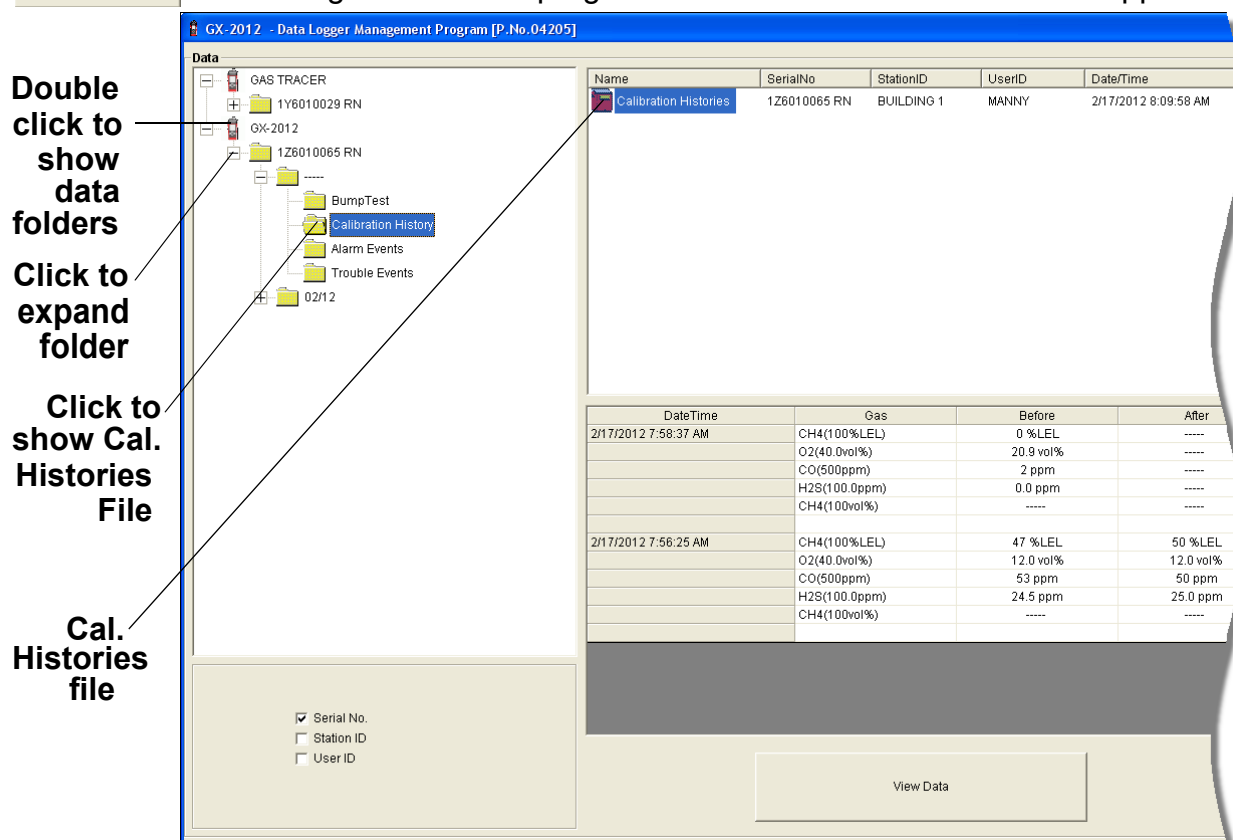 GX-2012 - Data Logger Management Program [P.No.04205]
Data
Double
click to
show
data
folders
Click to
expand
folder
Click to
show Cal.
Histories
File
Cal.
Histories
file
GAS TRACER
1Y6010029 RN
GX-2012
1Z6010065 RN
-----
BumpTest
Calibration History
Alarm Events
Trouble Events
02/12
Name SerialNo StationID UserID Date/Time
Calibration Histories 1Z6010065 RN BUILDING 1 MANNY 2/17/2012 8:09:58 AM
DateTime Gas Before After
2/17/2012 7:58:37 AM CH4(100%LEL) 0 %LEL -----
O2(40.0vol%) 20.9 vol% -----
CO(500ppm) 2 ppm -----
H2S(100.0ppm) 0.0 ppm -----
CH4(100vol%) ----- -----
2/17/2012 7:56:25 AM CH4(100%LEL) 47 %LEL 50 %LEL
O2(40.0vol%) 12.0 vol% 12.0 vol%
CO(500ppm) 53 ppm 50 ppm
H2S(100.0ppm) 24.5 ppm 25.0 ppm
CH4(100vol%) ----- -----
Serial No.
Station ID
User ID
View Data